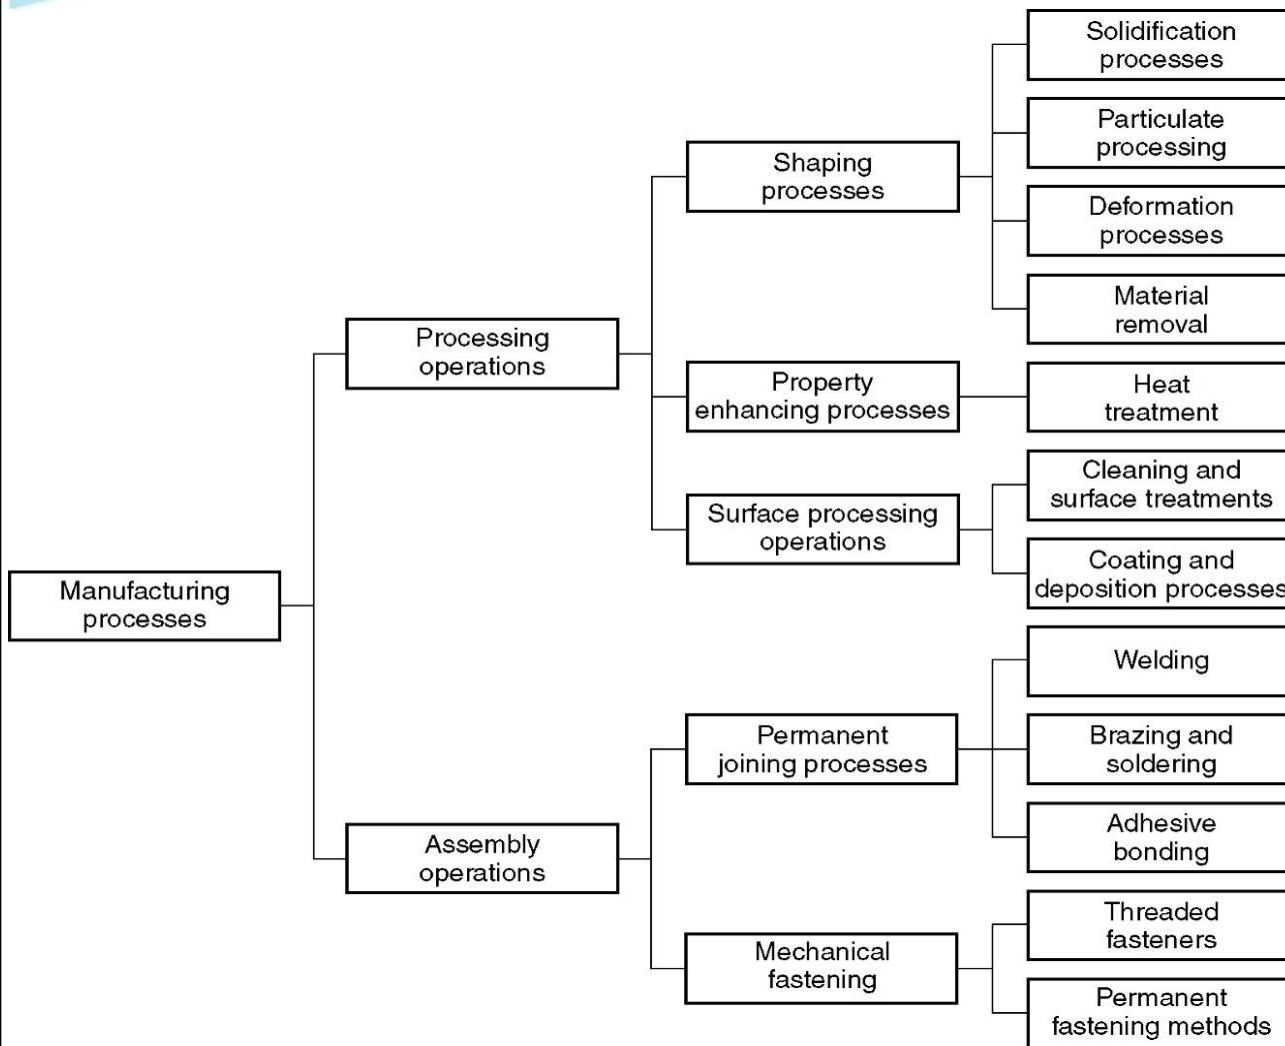 Solidification
processes
Particulate
processing
Shaping
processes
Deformation
processes
Material
removal
Processing
operations
Property
enhancing processes
Heat
treatment
Cleaning and
surface treatments
Surface processing
operations
Coating and
deposition processes
Manufacturing
processes
Welding
Permanent
joining processes
Brazing and
soldering
Adhesive
bonding
Assembly
operations
Threaded
fasteners
Mechanical
fastening
Permanent
fastening methods